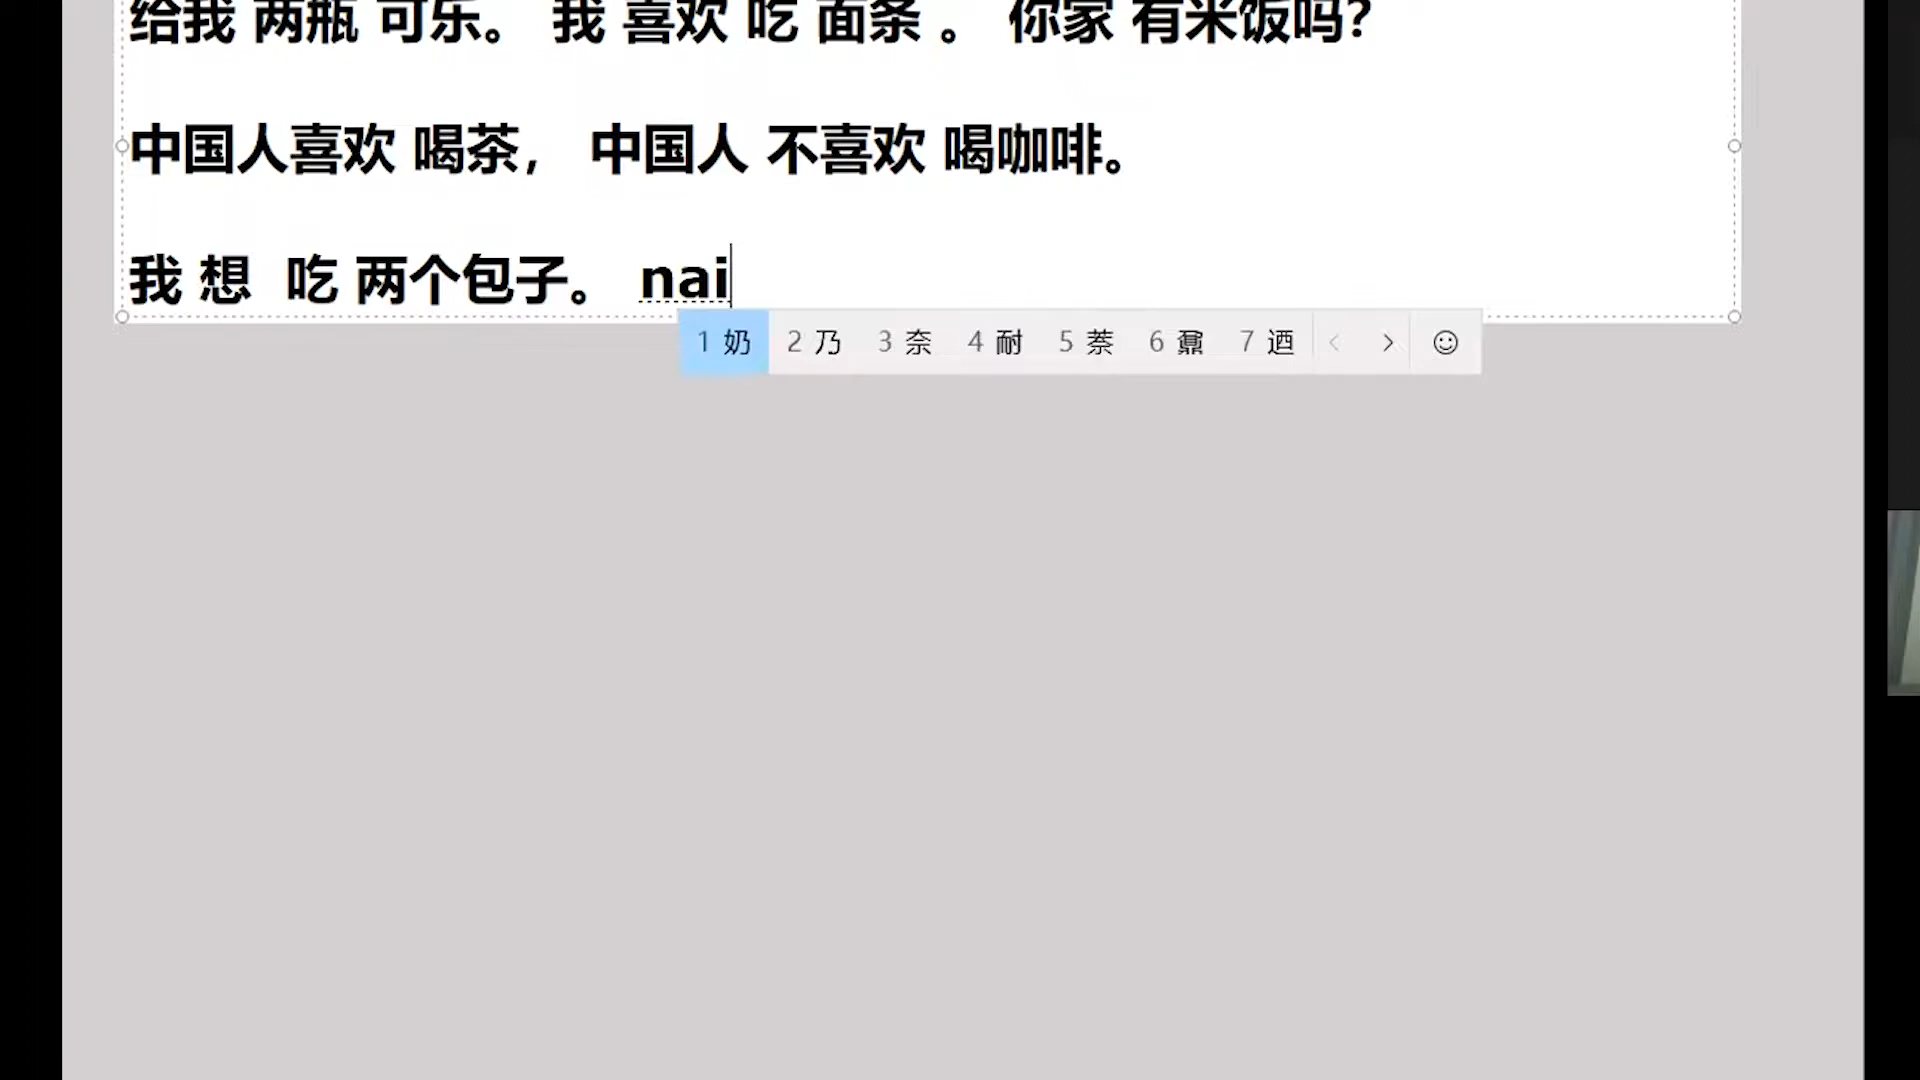 给我 两瓶 可乐。 我 喜欢 吃 面条 。 你家 有米饭吗？
中国人喜欢 喝茶， 中国人 不喜欢 喝咖啡。
我 想 吃 两个包子。 nai
1 奶 2 乃 3 奈 4 耐 5 萘 6 鼐 7 迺